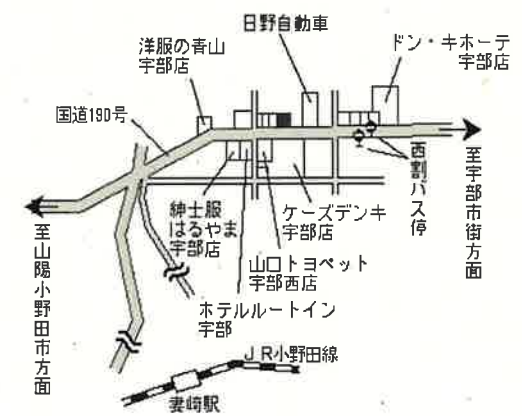 日野自動車
洋服の青山
宇部店
ドン・キホーテ
宇部店
国道190号
至宇部市街方面
西割バス停
紳士服
はるやま
宇部店
ケーズデンキ
宇部店
山口トヨペット
宇部西店
ホテルルートイン
宇部
至山陽小野田市方面
JR小野田線
妻崎駅